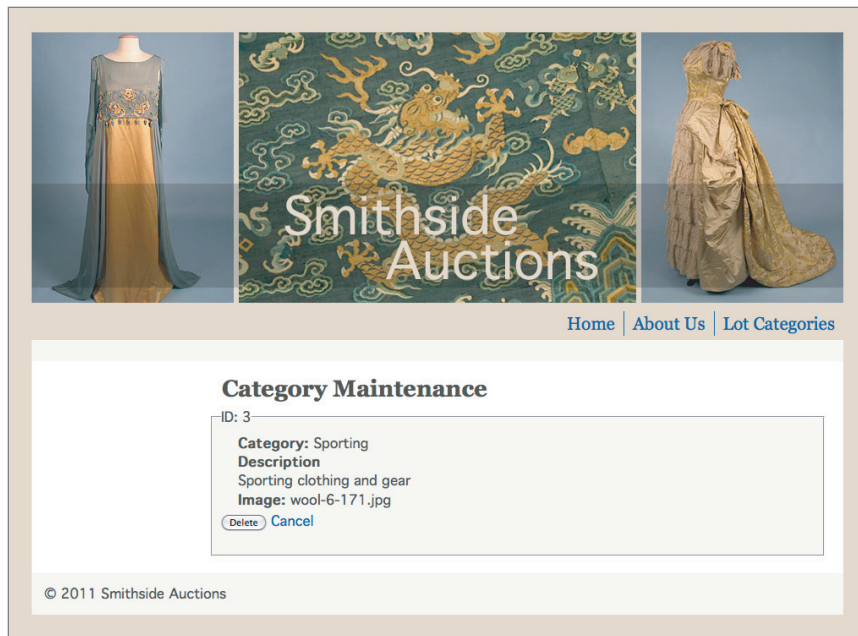 Smithside
Auctions
Home About Us Lot Categories
Category Maintenance
ID: 3
Category: Sporting
Description
Sporting clothing and gear
Image: wool-6-171.jpg
Delete Cancel
© 2011 Smithside Auctions